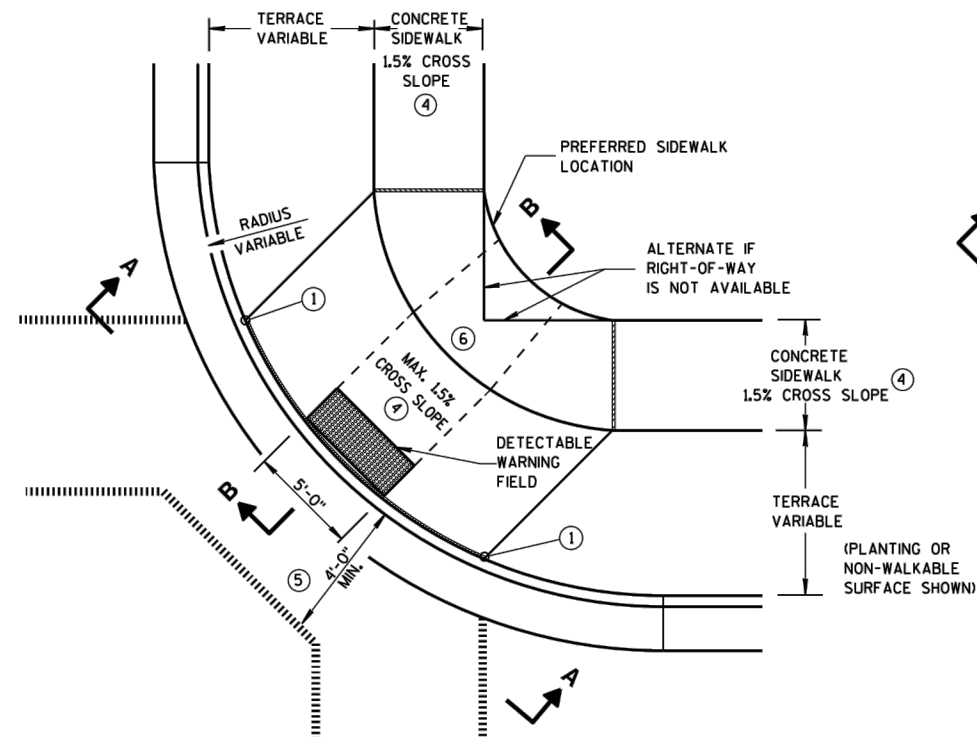 TERRACE
VARIABLE
CONCRETE
SIDEWALK
1.5% CROSS
SLOPE
4
PREFERRED SIDEWALK
LOCATION
B
RADIUS
VARIABLE
ALTERNATE IF
RIGHT-OF-WAY
IS NOT AVAILABLE
A
1
6
MAX. 1.5%
CROSS SLOPE
4
CONCRETE
SIDEWALK
1.5% CROSS SLOPE
4
DETECTABLE
WARNING
FIELD
B
5'-0"
4'-0"
MIN.
5
1
TERRACE
VARIABLE
(PLANTING OR
NON-WALKABLE
SURFACE SHOWN)
A